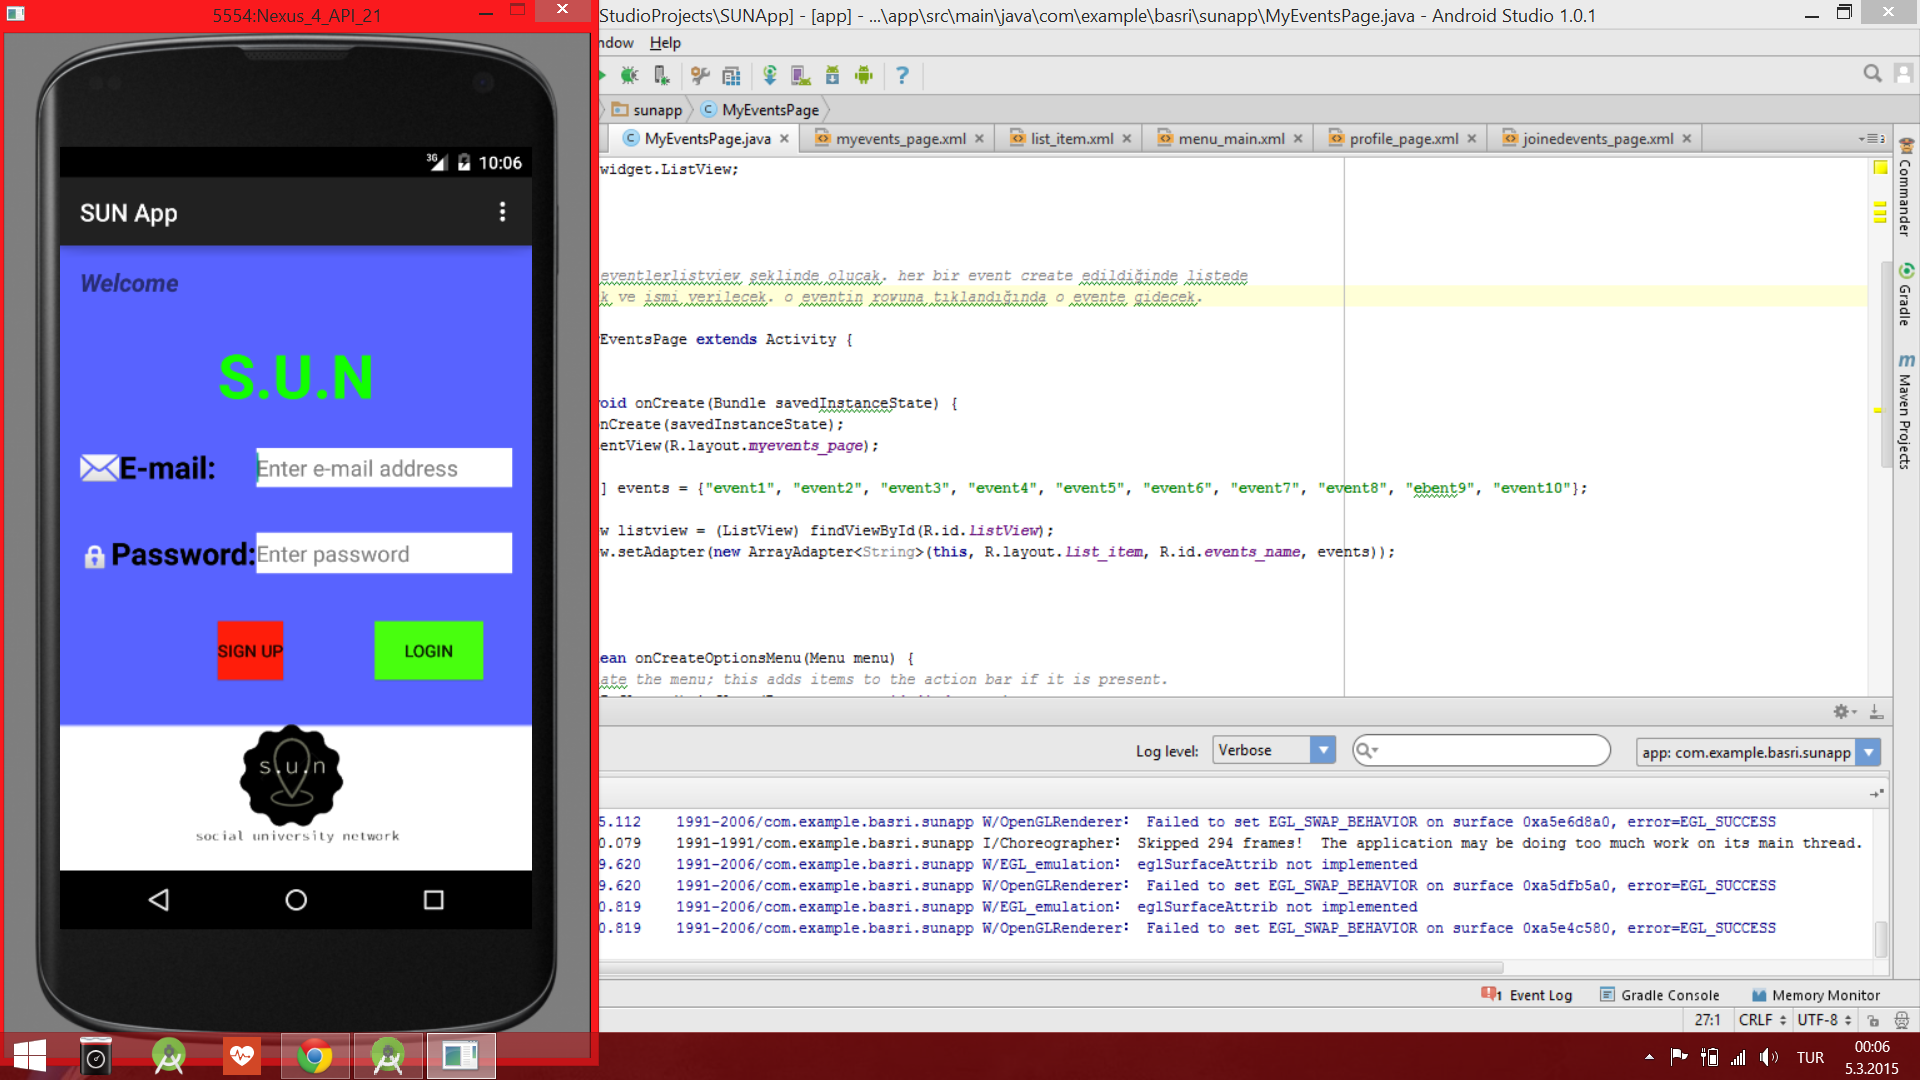 5554:Nexus_4_API_21
StudioProjects\SUNApp] - [app] - ...\app\src\main\java\com\example\basri\sunapp\MyEventsPage.java - Android Studio 1.0.1
ndow Help
sunapp MyEventsPage
MyEventsPage.java myevents_page.xml list_item.xml menu_main.xml profile_page.xml joinedevents_page.xml
3G 10:06
SUN App
Welcome
S.U.N
E-mail: Enter e-mail address
Password: Enter password
SIGN UP LOGIN
s.u.n
social university network
widget.ListView;
eventlerlistview seklinde olucak. her bir event create edildiğinde listede
k ve ismi verilecek. o eventin rowuna tıklandığında o evente gidecek.
yEventsPage extends Activity {
oid onCreate(Bundle savedInstanceState) {
nCreate(savedInstanceState);
entView(R.layout.myevents_page);
] events = {"event1", "event2", "event3", "event4", "event5", "event6", "event7", "event8", "ebent9", "event10"};
w listview = (ListView) findViewById(R.id.listView);
w.setAdapter(new ArrayAdapter<String>(this, R.layout.list_item, R.id.events_name, events));
ean onCreateOptionsMenu(Menu menu) {
ate the menu; this adds items to the action bar if it is present.
Commander
Gradle
Maven Projects
Log level: Verbose app: com.example.basri.sunapp
5.112 1991-2006/com.example.basri.sunapp W/OpenGLRenderer: Failed to set EGL_SWAP_BEHAVIOR on surface 0xa5e6d8a0, error=EGL_SUCCESS
0.079 1991-1991/com.example.basri.sunapp I/Choreographer: Skipped 294 frames! The application may be doing too much work on its main thread.
9.620 1991-2006/com.example.basri.sunapp W/EGL_emulation: eglSurfaceAttrib not implemented
9.620 1991-2006/com.example.basri.sunapp W/OpenGLRenderer: Failed to set EGL_SWAP_BEHAVIOR on surface 0xa5dfb5a0, error=EGL_SUCCESS
0.819 1991-2006/com.example.basri.sunapp W/EGL_emulation: eglSurfaceAttrib not implemented
0.819 1991-2006/com.example.basri.sunapp W/OpenGLRenderer: Failed to set EGL_SWAP_BEHAVIOR on surface 0xa5e4c580, error=EGL_SUCCESS
1 Event Log Gradle Console Memory Monitor
27:1 CRLF UTF-8
TUR
00:06
5.3.2015